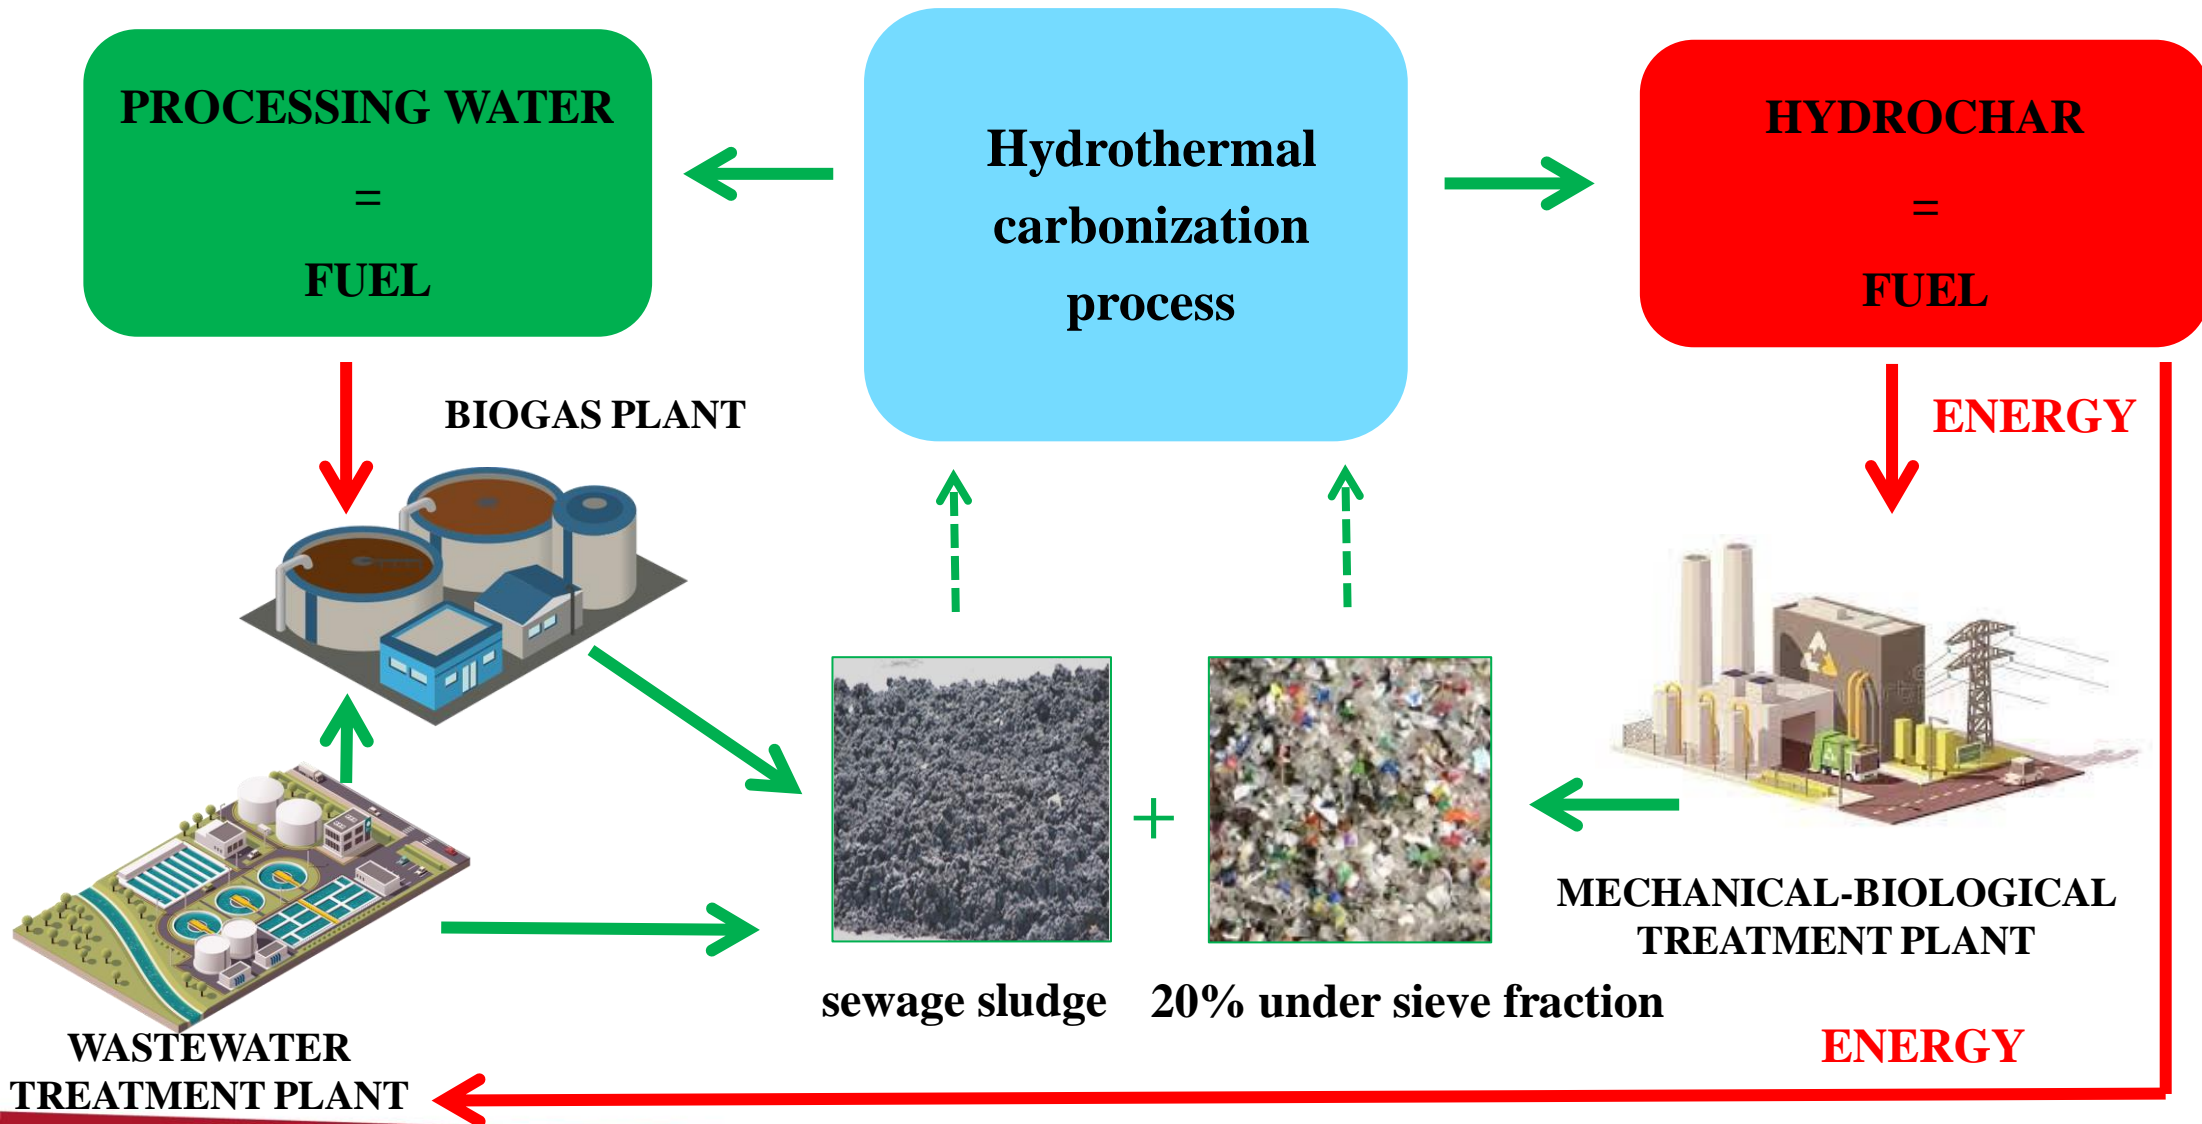 PROCESSING WATER
=
FUEL
Hydrothermal
carbonization
process
HYDROCHAR
=
FUEL
BIOGAS PLANT
ENERGY
+
MECHANICAL-BIOLOGICAL
TREATMENT PLANT
sewage sludge
20% under sieve fraction
WASTEWATER
TREATMENT PLANT
ENERGY